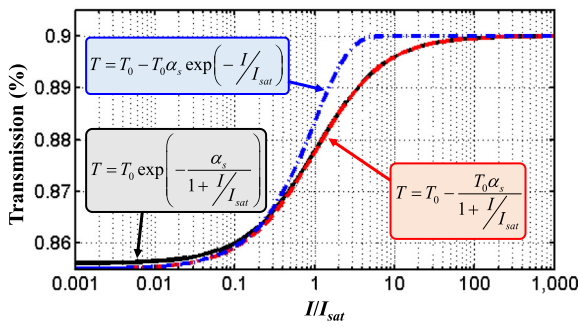 Transmission (%)
0.9
0.89
0.88
0.87
0.86
T = T₀ − T₀αₛ exp(− I/Iₛₐₜ)
T = T₀ exp(− αₛ / (1 + I/Iₛₐₜ))
T = T₀ − T₀αₛ / (1 + I/Iₛₐₜ)
0.001
0.01
0.1
1
10
100
1,000
I/Iₛₐₜ